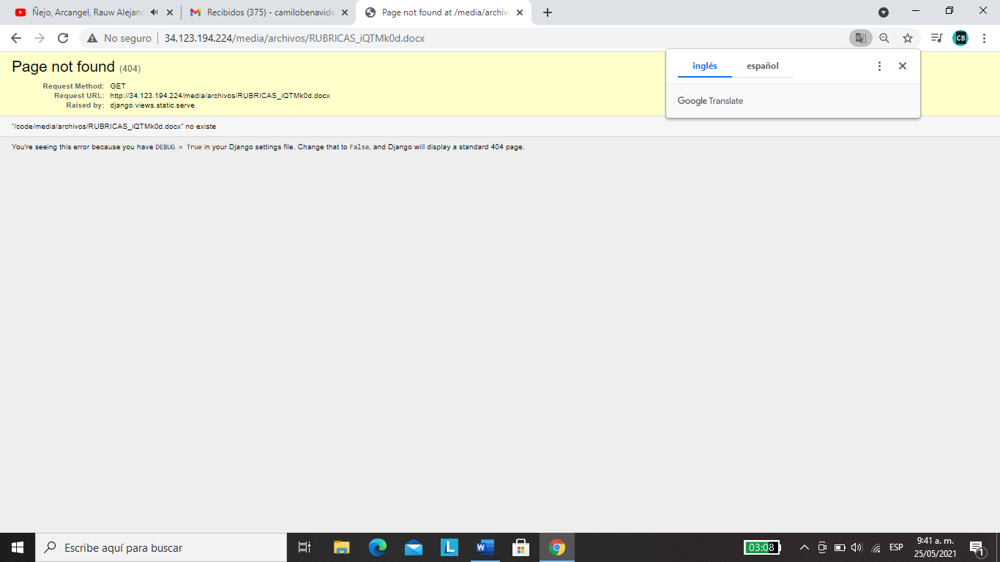 Ñejo, Arcangel, Rauw Alejand
Recibidos (375) - camilobenavide
Page not found at /media/archivo
No seguro
34.123.194.224/media/archivos/RUBRICAS_iQTMk0d.docx
CB
Page not found (404)
Request Method: GET
Request URL: http://34.123.194.224/media/archivos/RUBRICAS_iQTMk0d.docx
Raised by: django.views.static.serve
inglés
español
Google Translate
"/code/media/archivos/RUBRICAS_iQTMk0d.docx" no existe
You're seeing this error because you have DEBUG = True in your Django settings file. Change that to False, and Django will display a standard 404 page.
Escribe aquí para buscar
L
W
03:08
ESP
9:41 a. m.
25/05/2021
1